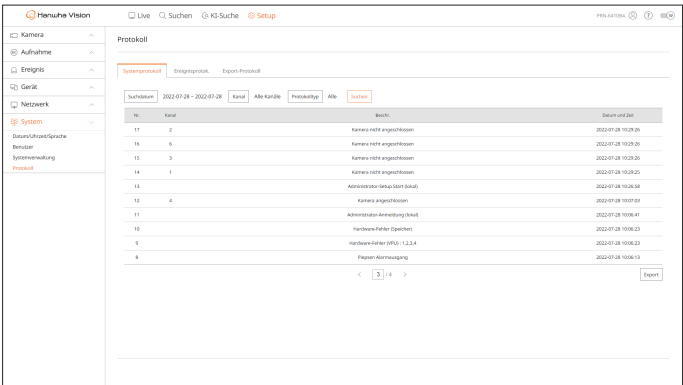 Hanwha Vision
Live Suchen KI-Suche Setup
PRN-6410B4
Kamera
Aufnahme
Ereignis
Gerät
Netzwerk
System
Datum/Uhrzeit/Sprache
Benutzer
Systemverwaltung
Protokoll
Protokoll
Systemprotokoll Ereignisprotok. Export-Protokoll
Suchdatum 2022-07-28 ~ 2022-07-28 Kanal Alle Kanäle Protokolltyp Alle Suchen
Nr. Kanal Beschr. Datum und Zeit
17 2 Kamera nicht angeschlossen 2022-07-28 10:29:26
16 6 Kamera nicht angeschlossen 2022-07-28 10:29:26
15 3 Kamera nicht angeschlossen 2022-07-28 10:29:26
14 1 Kamera nicht angeschlossen 2022-07-28 10:29:25
13 Administrator-Setup Start (lokal) 2022-07-28 10:26:58
12 4 Kamera angeschlossen 2022-07-28 10:07:03
11 Administrator-Anmeldung (lokal) 2022-07-28 10:06:41
10 Hardware-Fehler (Speicher) 2022-07-28 10:06:23
9 Hardware-Fehler (VPU) : 1,2,3,4 2022-07-28 10:06:23
8 Piepsen Alarmausgang 2022-07-28 10:06:13
< 3 / 4 >
Export